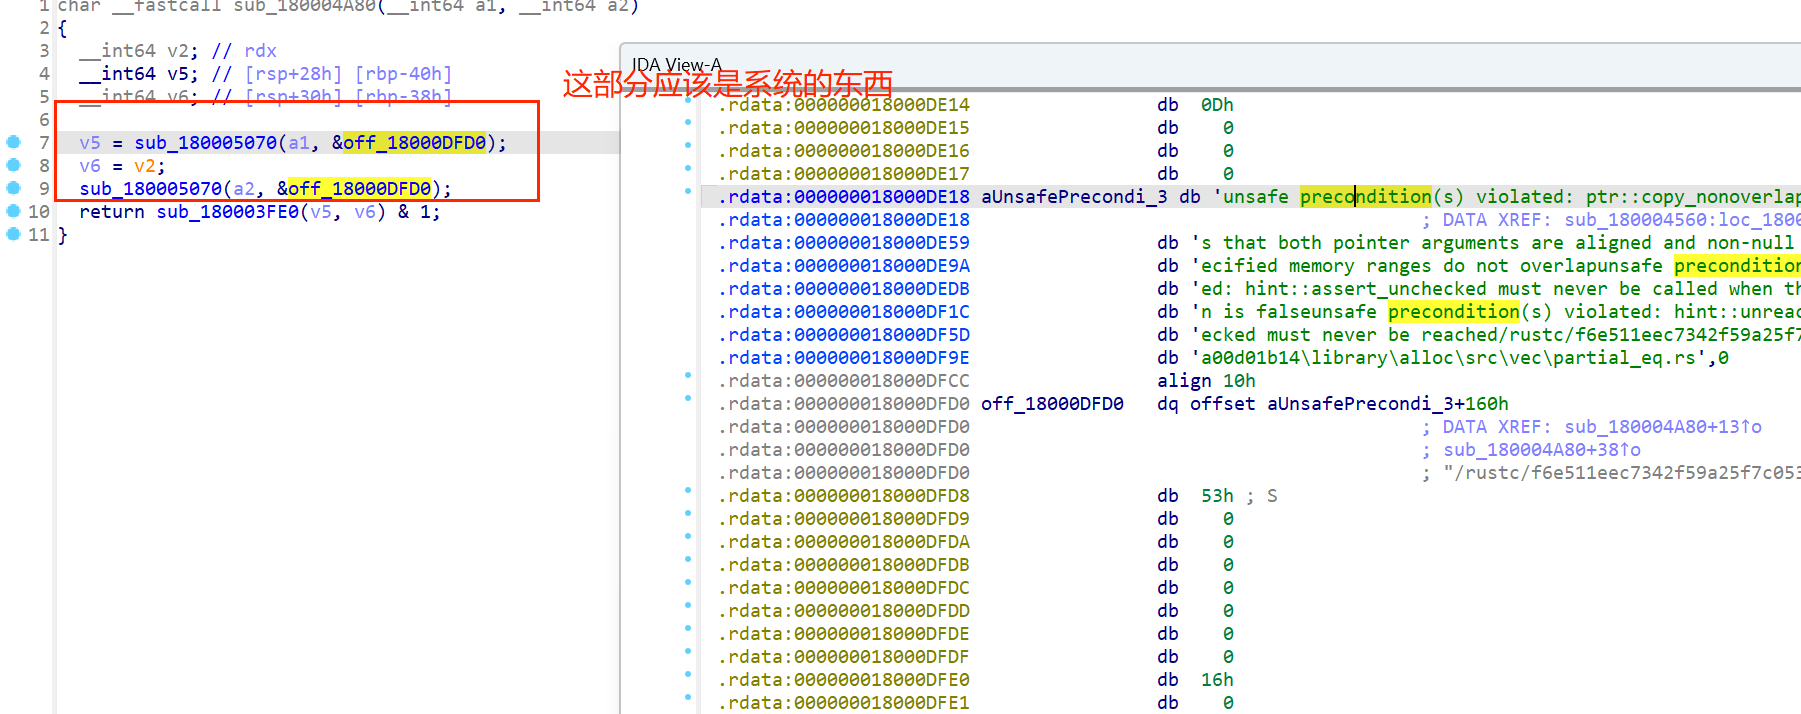 1 char __fastcall sub_180004A80(__int64 a1, __int64 a2)
2 {
3 __int64 v2; // rdx
4 __int64 v5; // [rsp+28h] [rbp-40h]
5 __int64 v6; // [rsp+30h] [rbp-38h]
6
7 v5 = sub_180005070(a1, &off_18000DFD0);
8 v6 = v2;
9 sub_180005070(a2, &off_18000DFD0);
10 return sub_180003FE0(v5, v6) & 1;
11 }
这部分应该是系统的东西
IDA View-A
.rdata:000000018000DE14 db 0Dh
.rdata:000000018000DE15 db 0
.rdata:000000018000DE16 db 0
.rdata:000000018000DE17 db 0
.rdata:000000018000DE18 aUnsafePrecondi_3 db 'unsafe precondition(s) violated: ptr::copy_nonoverlap
.rdata:000000018000DE18 ; DATA XREF: sub_180004560:loc_1800
.rdata:000000018000DE59 db 's that both pointer arguments are aligned and non-null
.rdata:000000018000DE9A db 'ecified memory ranges do not overlapunsafe precondition
.rdata:000000018000DEDB db 'ed: hint::assert_unchecked must never be called when th
.rdata:000000018000DF1C db 'n is falseunsafe precondition(s) violated: hint::unreac
.rdata:000000018000DF5D db 'ecked must never be reached/rustc/f6e511eec7342f59a25f7
.rdata:000000018000DF9E db 'a00d01b14\library\alloc\src\vec\partial_eq.rs',0
.rdata:000000018000DFCC align 10h
.rdata:000000018000DFD0 off_18000DFD0 dq offset aUnsafePrecondi_3+160h
.rdata:000000018000DFD0 ; DATA XREF: sub_180004A80+13↑o
.rdata:000000018000DFD0 ; sub_180004A80+38↑o
.rdata:000000018000DFD0 ; "/rustc/f6e511eec7342f59a25f7c053
.rdata:000000018000DFD8 db 53h ; S
.rdata:000000018000DFD9 db 0
.rdata:000000018000DFDA db 0
.rdata:000000018000DFDB db 0
.rdata:000000018000DFDC db 0
.rdata:000000018000DFDD db 0
.rdata:000000018000DFDE db 0
.rdata:000000018000DFDF db 0
.rdata:000000018000DFE0 db 16h
.rdata:000000018000DFE1 db 0